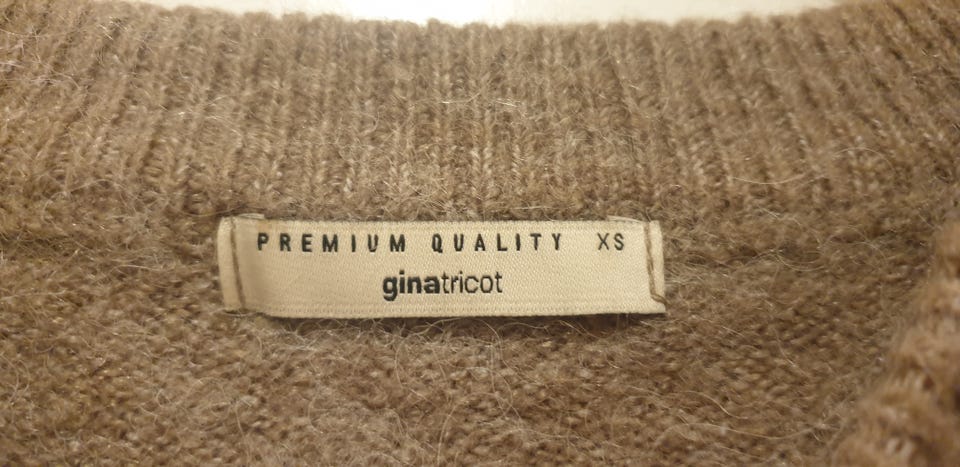 PREMIUM QUALITY XS
ginatricot